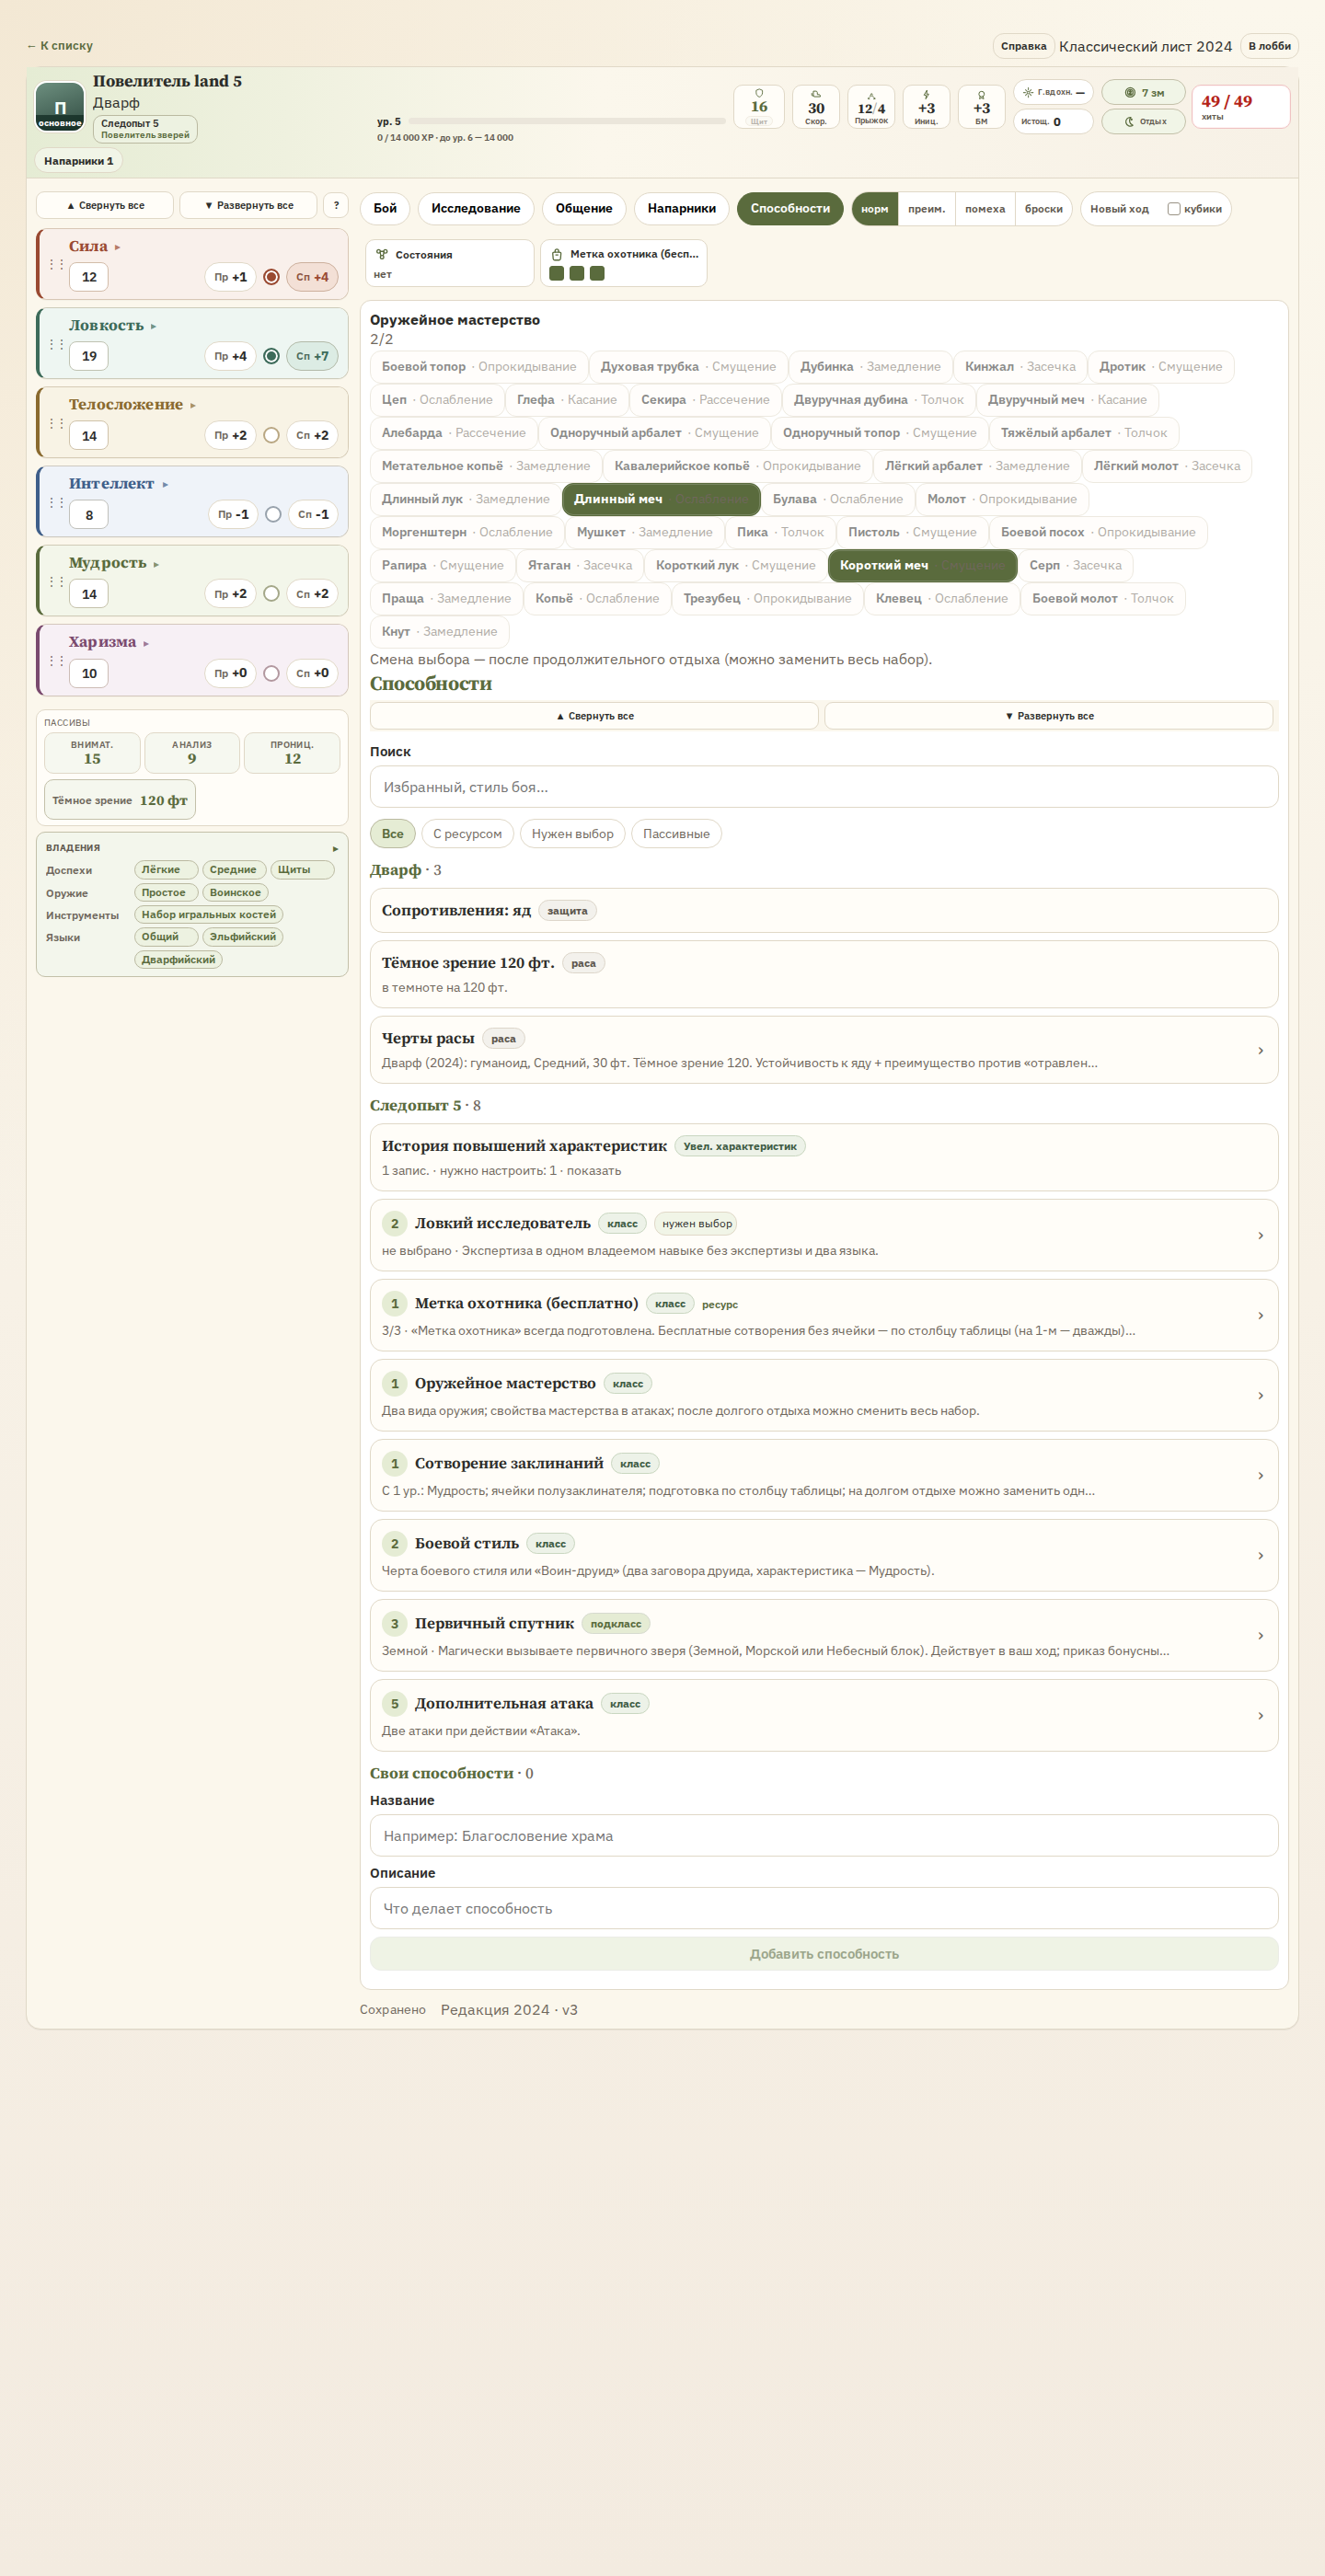 ← К списку
Справка Классический лист 2024 В лобби
П
основное
Повелитель land 5
Дварф
Следопыт 5
Повелитель зверей
Напарники 1
ур. 5
0 / 14 000 XP · до ур. 6 — 14 000
16
Щит
30
Скор.
12/4
Прыжок
+3
Иниц.
+3
БМ
Г.вдохн. —
Истощ. 0
7 зм
Отдых
49 / 49
хиты
▲ Свернуть все ▼ Развернуть все ?
Сила ▸
12 Пр +1 Сп +4
Ловкость ▸
19 Пр +4 Сп +7
Телосложение ▸
14 Пр +2 Сп +2
Интеллект ▸
8 Пр -1 Сп -1
Мудрость ▸
14 Пр +2 Сп +2
Харизма ▸
10 Пр +0 Сп +0
ПАССИВЫ
ВНИМАТ. АНАЛИЗ ПРОНИЦ.
15 9 12
Тёмное зрение 120 фт
ВЛАДЕНИЯ ▸
Доспехи Лёгкие Средние Щиты
Оружие Простое Воинское
Инструменты Набор игральных костей
Языки Общий Эльфийский
Дварфийский
Бой Исследование Общение Напарники Способности норм преим. помеха броски Новый ход кубики
Состояния
нет
Метка охотника (бесп...
Оружейное мастерство
2/2
Боевой топор · Опрокидывание Духовая трубка · Смущение Дубинка · Замедление Кинжал · Засечка Дротик · Смущение
Цеп · Ослабление Глефа · Касание Секира · Рассечение Двуручная дубина · Толчок Двуручный меч · Касание
Алебарда · Рассечение Одноручный арбалет · Смущение Одноручный топор · Смущение Тяжёлый арбалет · Толчок
Метательное копьё · Замедление Кавалерийское копьё · Опрокидывание Лёгкий арбалет · Замедление Лёгкий молот · Засечка
Длинный лук · Замедление Длинный меч · Ослабление Булава · Ослабление Молот · Опрокидывание
Моргенштерн · Ослабление Мушкет · Замедление Пика · Толчок Пистоль · Смущение Боевой посох · Опрокидывание
Рапира · Смущение Ятаган · Засечка Короткий лук · Смущение Короткий меч · Смущение Серп · Засечка
Праща · Замедление Копьё · Ослабление Трезубец · Опрокидывание Клевец · Ослабление Боевой молот · Толчок
Кнут · Замедление
Смена выбора — после продолжительного отдыха (можно заменить весь набор).
Способности
▲ Свернуть все ▼ Развернуть все
Поиск
Избранный, стиль боя...
Все С ресурсом Нужен выбор Пассивные
Дварф · 3
Сопротивления: яд защита
Тёмное зрение 120 фт. раса
в темноте на 120 фт.
Черты расы раса
Дварф (2024): гуманоид, Средний, 30 фт. Тёмное зрение 120. Устойчивость к яду + преимущество против «отравлен...
Следопыт 5 · 8
История повышений характеристик Увел. характеристик
1 запис. · нужно настроить: 1 · показать
2 Ловкий исследователь класс нужен выбор
не выбрано · Экспертиза в одном владеемом навыке без экспертизы и два языка.
1 Метка охотника (бесплатно) класс ресурс
3/3 · «Метка охотника» всегда подготовлена. Бесплатные сотворения без ячейки — по столбцу таблицы (на 1-м — дважды)...
1 Оружейное мастерство класс
Два вида оружия; свойства мастерства в атаках; после долгого отдыха можно сменить весь набор.
1 Сотворение заклинаний класс
С 1 ур.: Мудрость; ячейки полузаклинателя; подготовка по столбцу таблицы; на долгом отдыхе можно заменить одн...
2 Боевой стиль класс
Черта боевого стиля или «Воин-друид» (два заговора друида, характеристика — Мудрость).
3 Первичный спутник подкласс
Земной · Магически вызываете первичного зверя (Земной, Морской или Небесный блок). Действует в ваш ход; приказ бонусны...
5 Дополнительная атака класс
Две атаки при действии «Атака».
Свои способности · 0
Название
Например: Благословение храма
Описание
Что делает способность
Добавить способность
Сохранено Редакция 2024 · v3